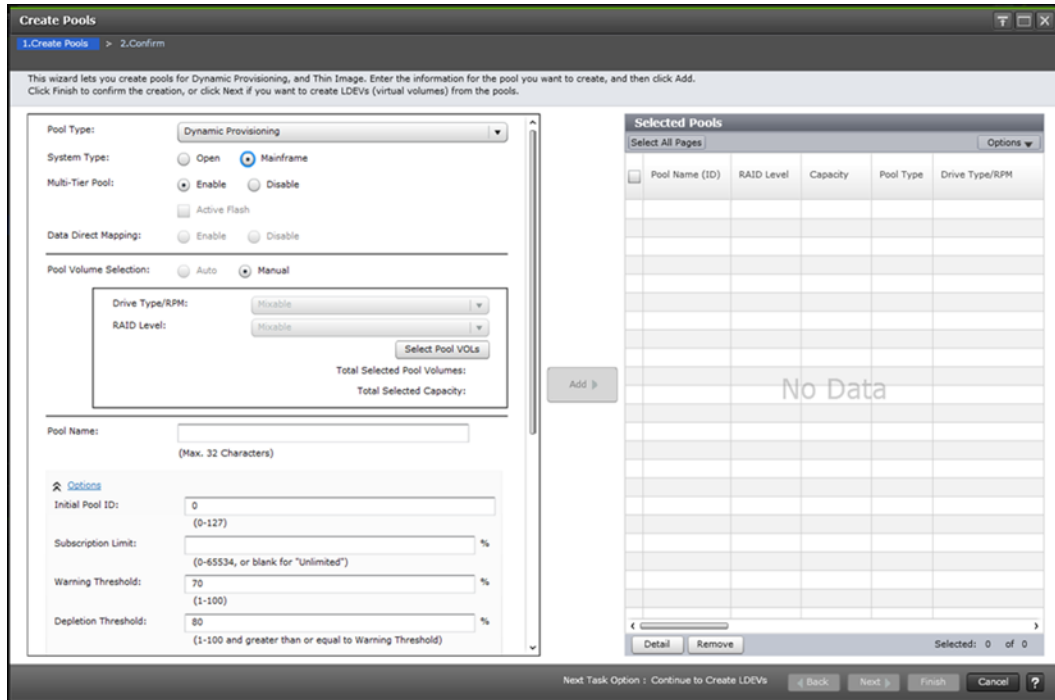 Create Pools
1.Create Pools > 2.Confirm
This wizard lets you create pools for Dynamic Provisioning, and Thin Image. Enter the information for the pool you want to create, and then click Add.
Click Finish to confirm the creation, or click Next if you want to create LDEVs (virtual volumes) from the pools.
Pool Type: Dynamic Provisioning
System Type: Open Mainframe
Multi-Tier Pool: Enable Disable
Active Flash
Data Direct Mapping: Enable Disable
Pool Volume Selection: Auto Manual
Drive Type/RPM: Mixable
RAID Level: Mixable
Select Pool VOLs
Total Selected Pool Volumes:
Total Selected Capacity:
Pool Name:
(Max. 32 Characters)
Options
Initial Pool ID: 0
(0-127)
Subscription Limit: %
(0-65534, or blank for "Unlimited")
Warning Threshold: 70 %
(1-100)
Depletion Threshold: 80 %
(1-100 and greater than or equal to Warning Threshold)
Add
Selected Pools
Select All Pages Options
Pool Name (ID) RAID Level Capacity Pool Type Drive Type/RPM
No Data
Detail Remove Selected: 0 of 0
Next Task Option : Continue to Create LDEVs Back Next Finish Cancel ?